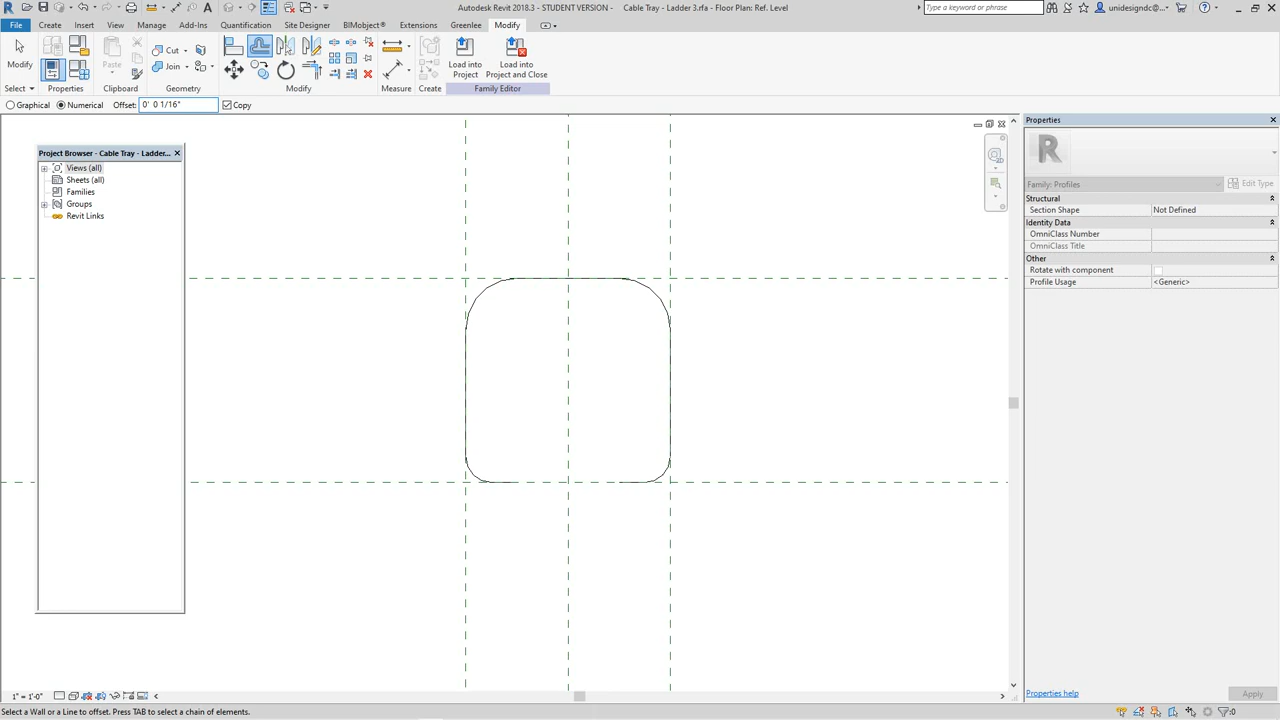 Autodesk Revit 2018.3 - STUDENT VERSION - Cable Tray - Ladder 3.rfa - Floor Plan: Ref. Level
Type a keyword or phrase
unidesigndc@...
File Create Insert View Manage Add-Ins Quantification Site Designer BIMobject® Extensions Greenlee Modify
Modify
Paste
Cut
Join
Load into Project
Load into Project and Close
Select Properties Clipboard Geometry Modify Measure Create Family Editor
Graphical Numerical Offset: 0' 0 1/16" Copy
Project Browser - Cable Tray - Ladder...
Views (all)
Sheets (all)
Families
Groups
Revit Links
Properties
R
Family: Profiles Edit Type
Structural
Section Shape Not Defined
Identity Data
OmniClass Number
OmniClass Title
Other
Rotate with component
Profile Usage <Generic>
Properties help Apply
1" = 1'-0"
Select a Wall or a Line to offset. Press TAB to select a chain of elements.
:0